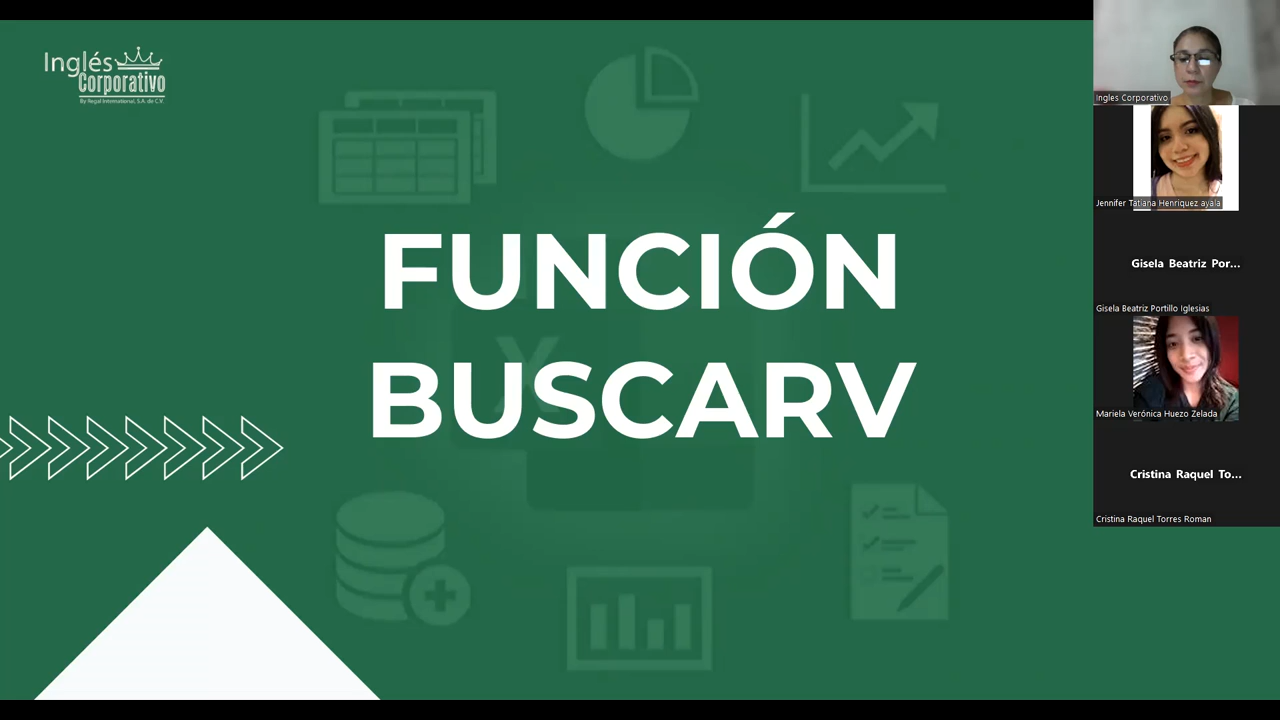 Inglés
Corporativo
By Regal International, S.A. de C.V.
FUNCIÓN
BUSCARV
Ingles Corporativo
Jennifer Tatiana Henriquez ayala
Gisela Beatriz Por...
Gisela Beatriz Portillo Iglesias
Mariela Verónica Huezo Zelada
Cristina Raquel To...
Cristina Raquel Torres Roman